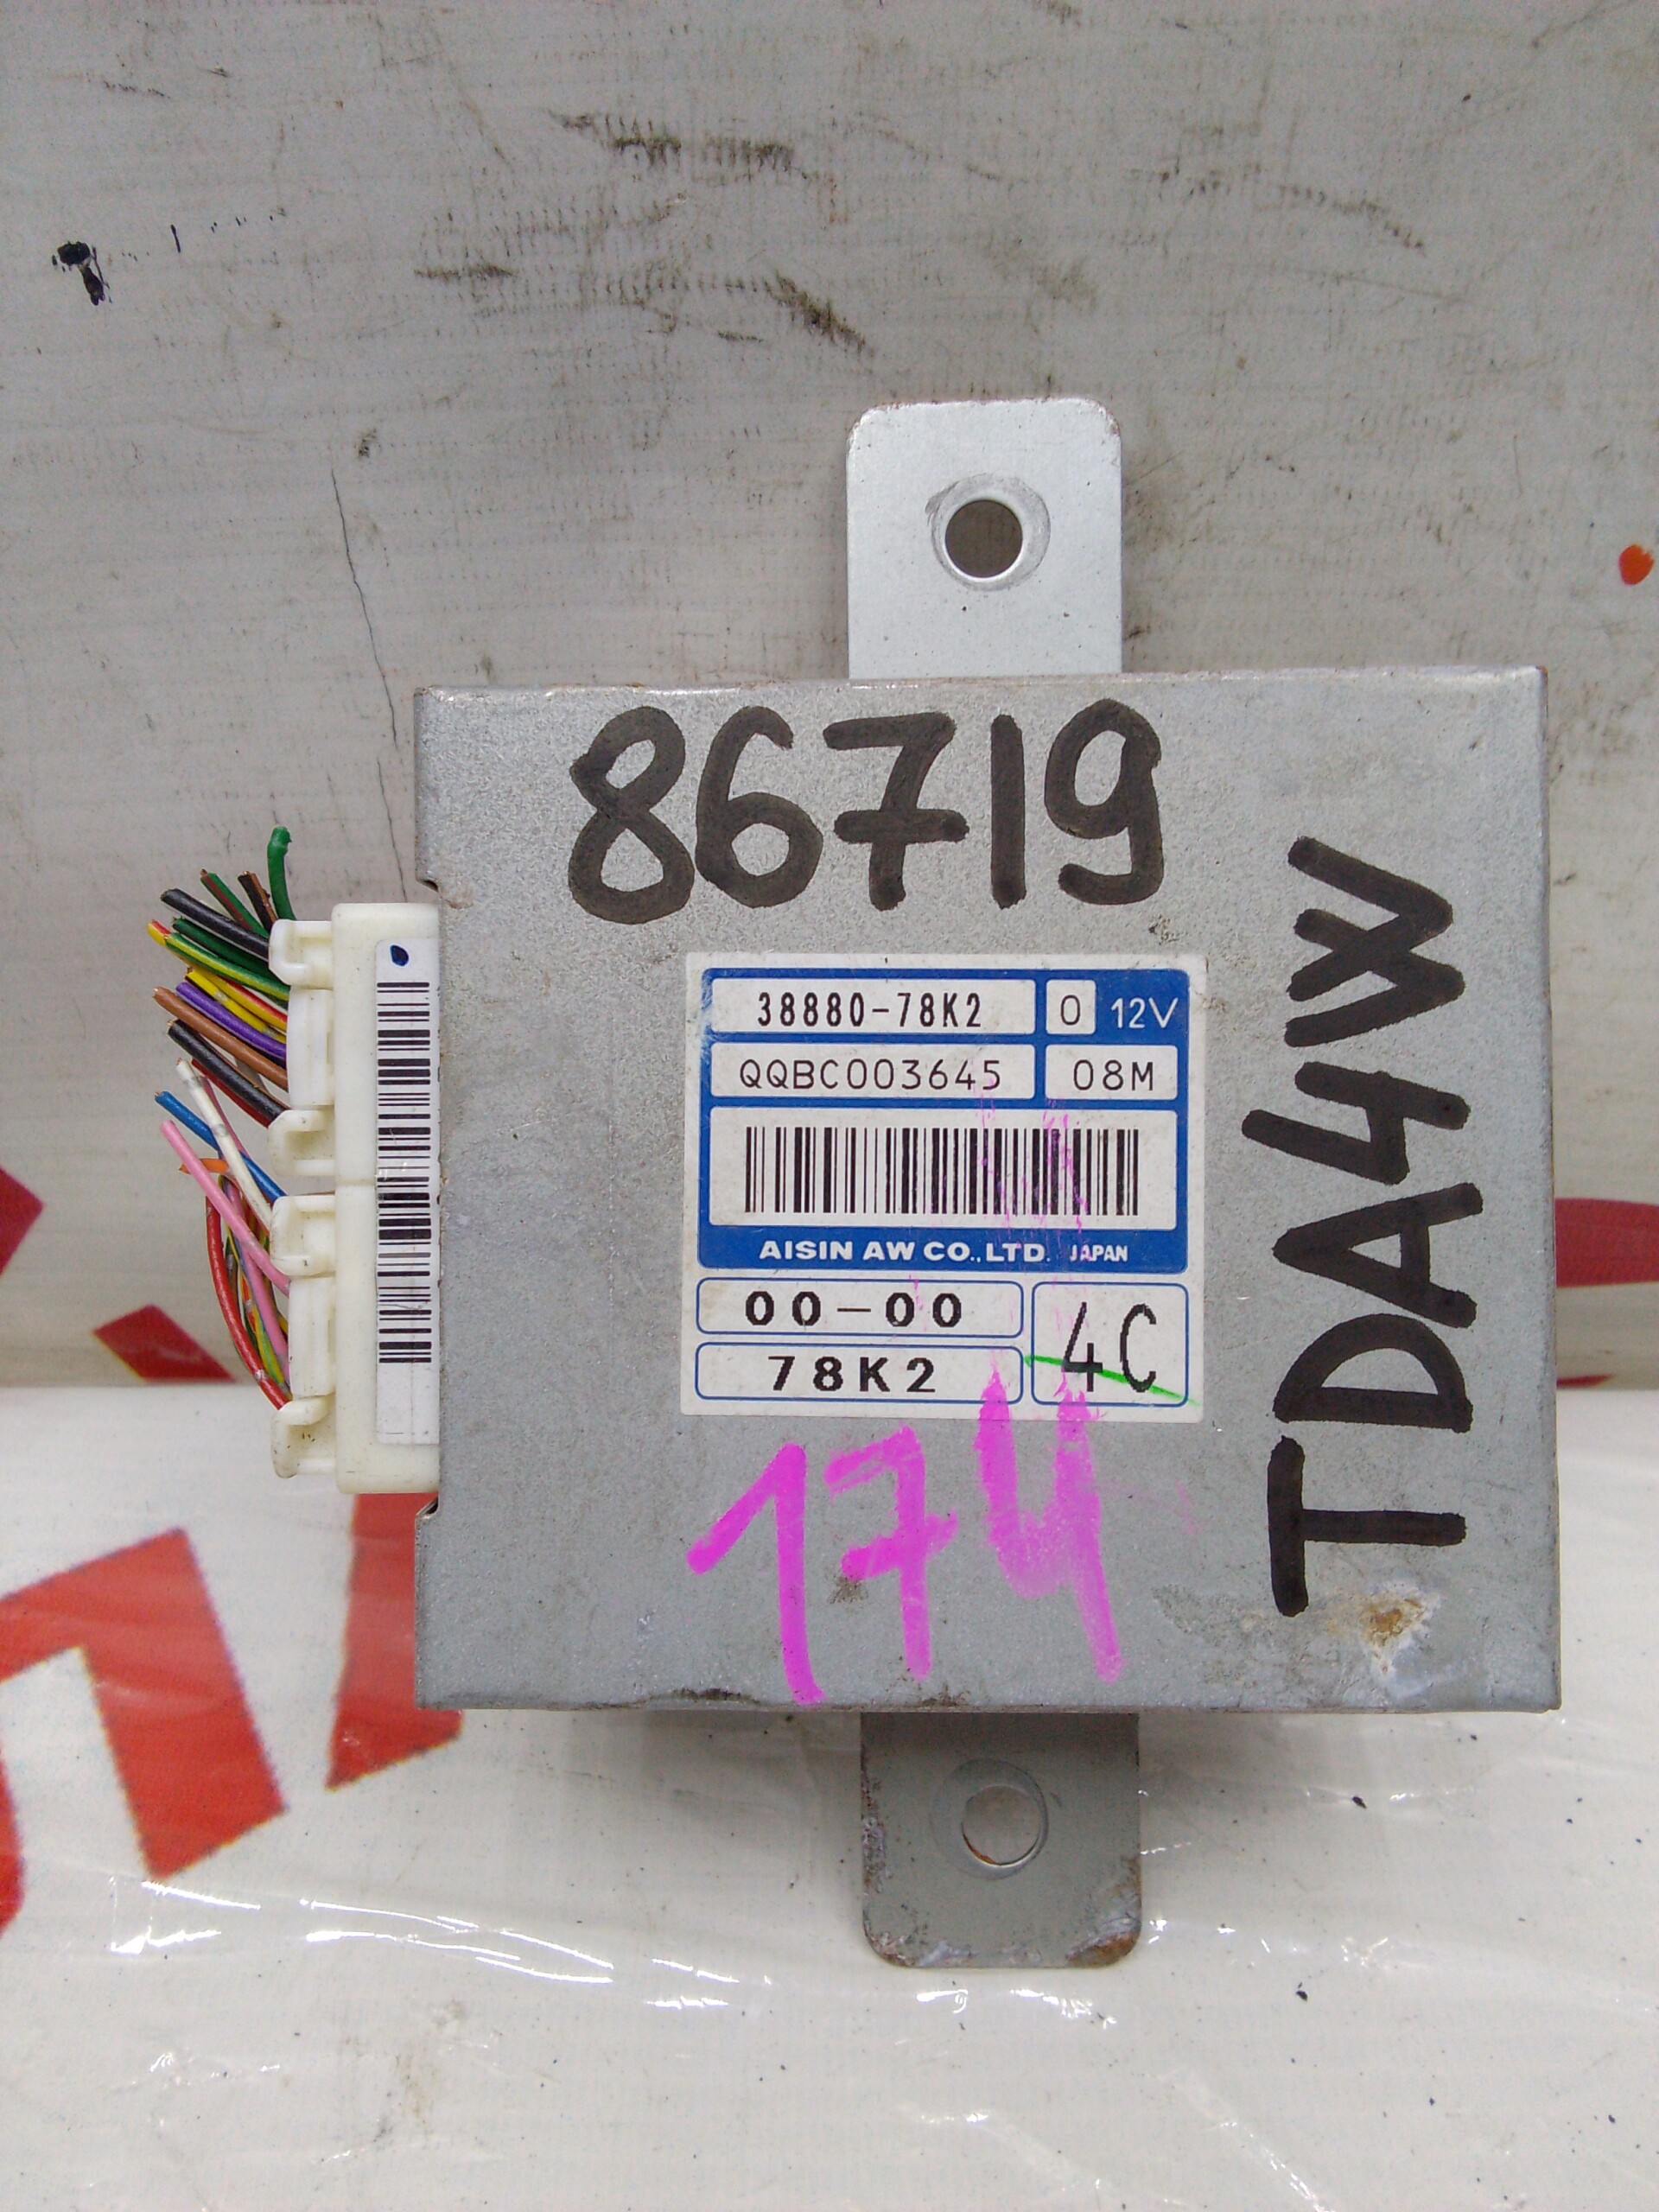 86719
38880-78K2
0 12V
QQBC003645
08M
AISIN AW CO.,LTD. JAPAN
00-00
78K2
4C
174
TDA4W